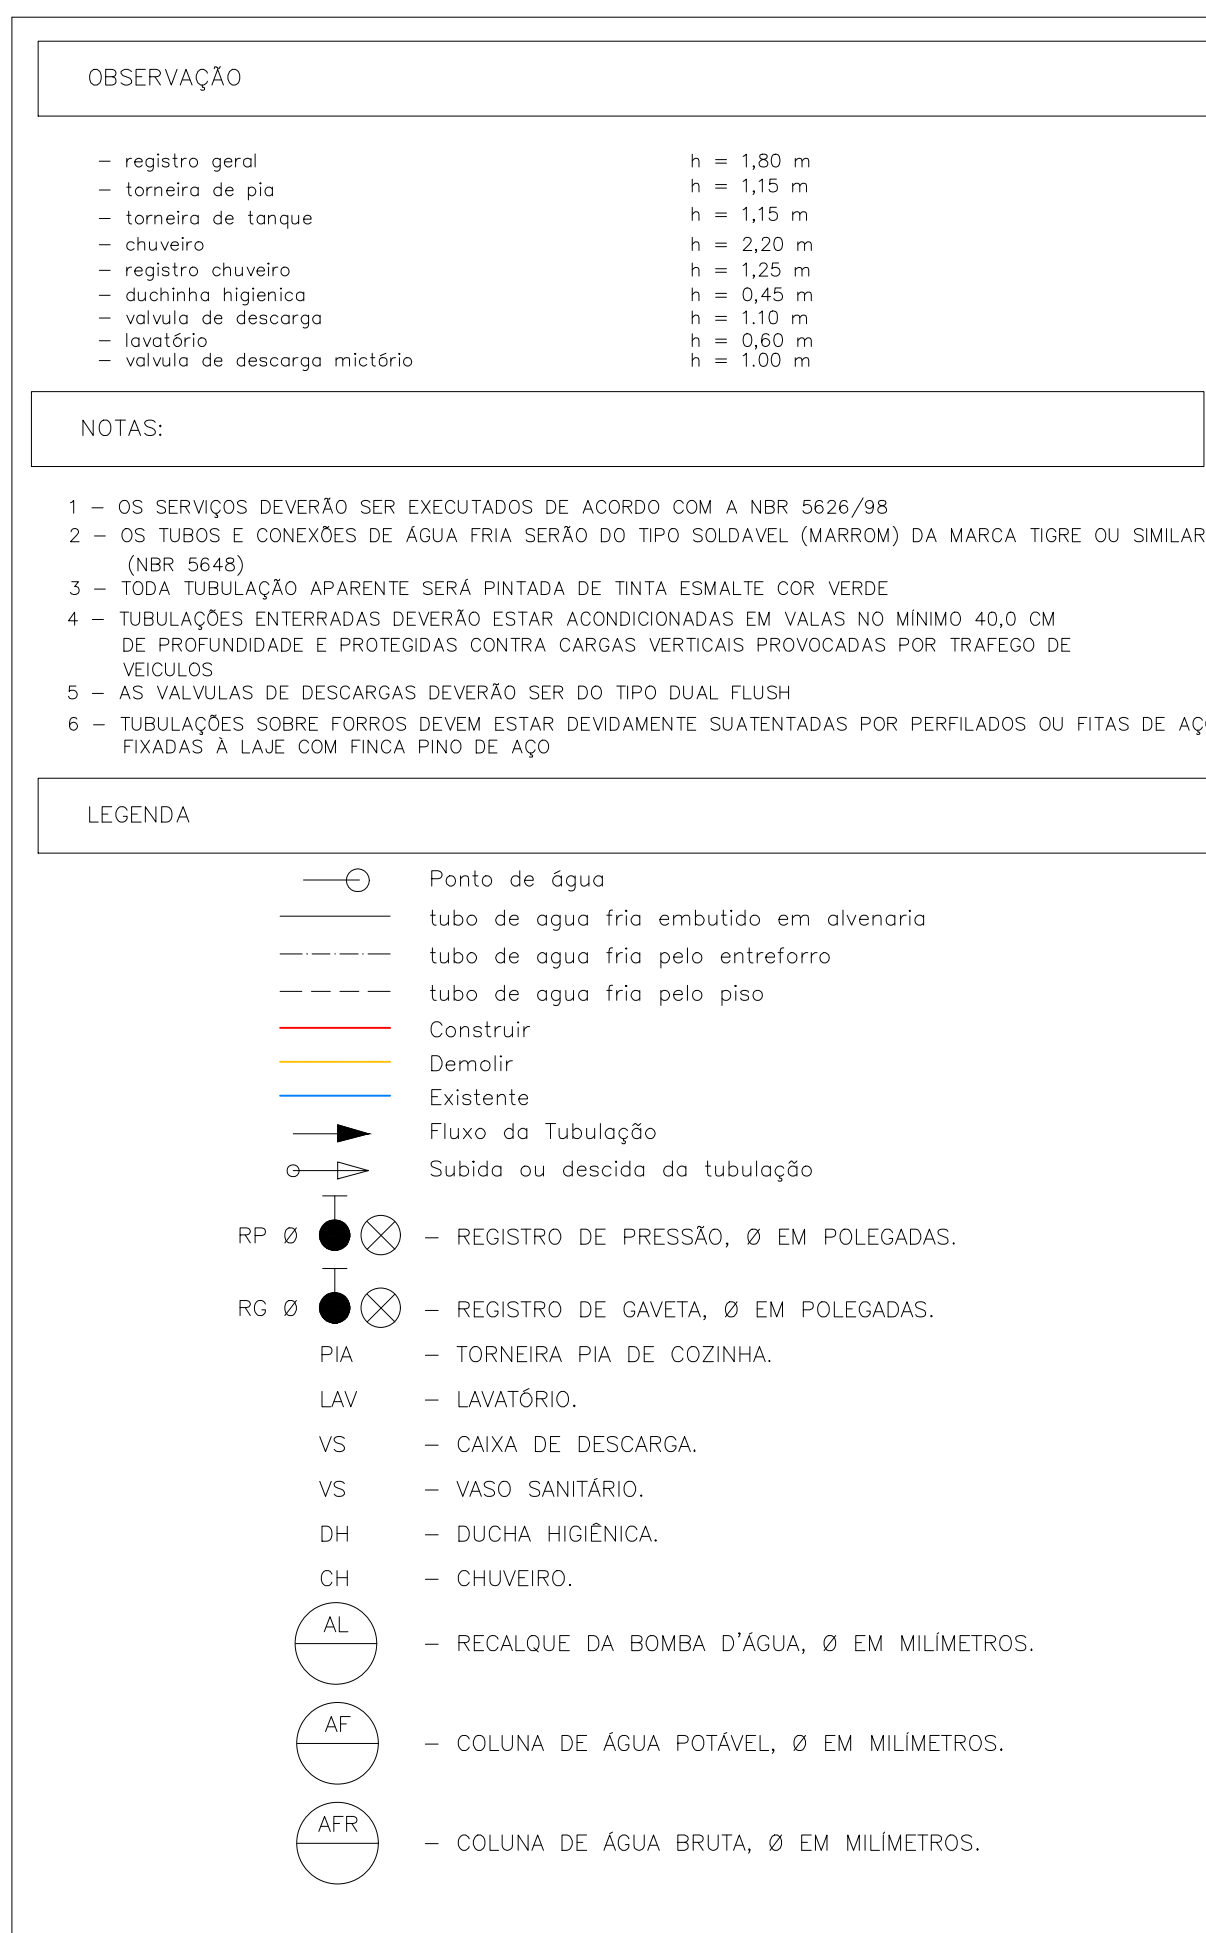 OBSERVAÇÃO
– registro geral h = 1,80 m
– torneira de pia h = 1,15 m
– torneira de tanque h = 1,15 m
– chuveiro h = 2,20 m
– registro chuveiro h = 1,25 m
– duchinha higienica h = 0,45 m
– valvula de descarga h = 1.10 m
– lavatório h = 0,60 m
– valvula de descarga mictório h = 1.00 m
NOTAS:
1 – OS SERVIÇOS DEVERÃO SER EXECUTADOS DE ACORDO COM A NBR 5626/98
2 – OS TUBOS E CONEXÕES DE ÁGUA FRIA SERÃO DO TIPO SOLDAVEL (MARROM) DA MARCA TIGRE OU SIMILAR
(NBR 5648)
3 – TODA TUBULAÇÃO APARENTE SERÁ PINTADA DE TINTA ESMALTE COR VERDE
4 – TUBULAÇÕES ENTERRADAS DEVERÃO ESTAR ACONDICIONADAS EM VALAS NO MÍNIMO 40,0 CM
DE PROFUNDIDADE E PROTEGIDAS CONTRA CARGAS VERTICAIS PROVOCADAS POR TRAFEGO DE
VEICULOS
5 – AS VALVULAS DE DESCARGAS DEVERÃO SER DO TIPO DUAL FLUSH
6 – TUBULAÇÕES SOBRE FORROS DEVEM ESTAR DEVIDAMENTE SUATENTADAS POR PERFILADOS OU FITAS DE AÇO
FIXADAS À LAJE COM FINCA PINO DE AÇO
LEGENDA
Ponto de água
tubo de agua fria embutido em alvenaria
tubo de agua fria pelo entreforro
tubo de agua fria pelo piso
Construir
Demolir
Existente
Fluxo da Tubulação
Subida ou descida da tubulação
RP Ø – REGISTRO DE PRESSÃO, Ø EM POLEGADAS.
RG Ø – REGISTRO DE GAVETA, Ø EM POLEGADAS.
PIA – TORNEIRA PIA DE COZINHA.
LAV – LAVATÓRIO.
VS – CAIXA DE DESCARGA.
VS – VASO SANITÁRIO.
DH – DUCHA HIGIÊNICA.
CH – CHUVEIRO.
AL – RECALQUE DA BOMBA D'ÁGUA, Ø EM MILÍMETROS.
AF – COLUNA DE ÁGUA POTÁVEL, Ø EM MILÍMETROS.
AFR – COLUNA DE ÁGUA BRUTA, Ø EM MILÍMETROS.